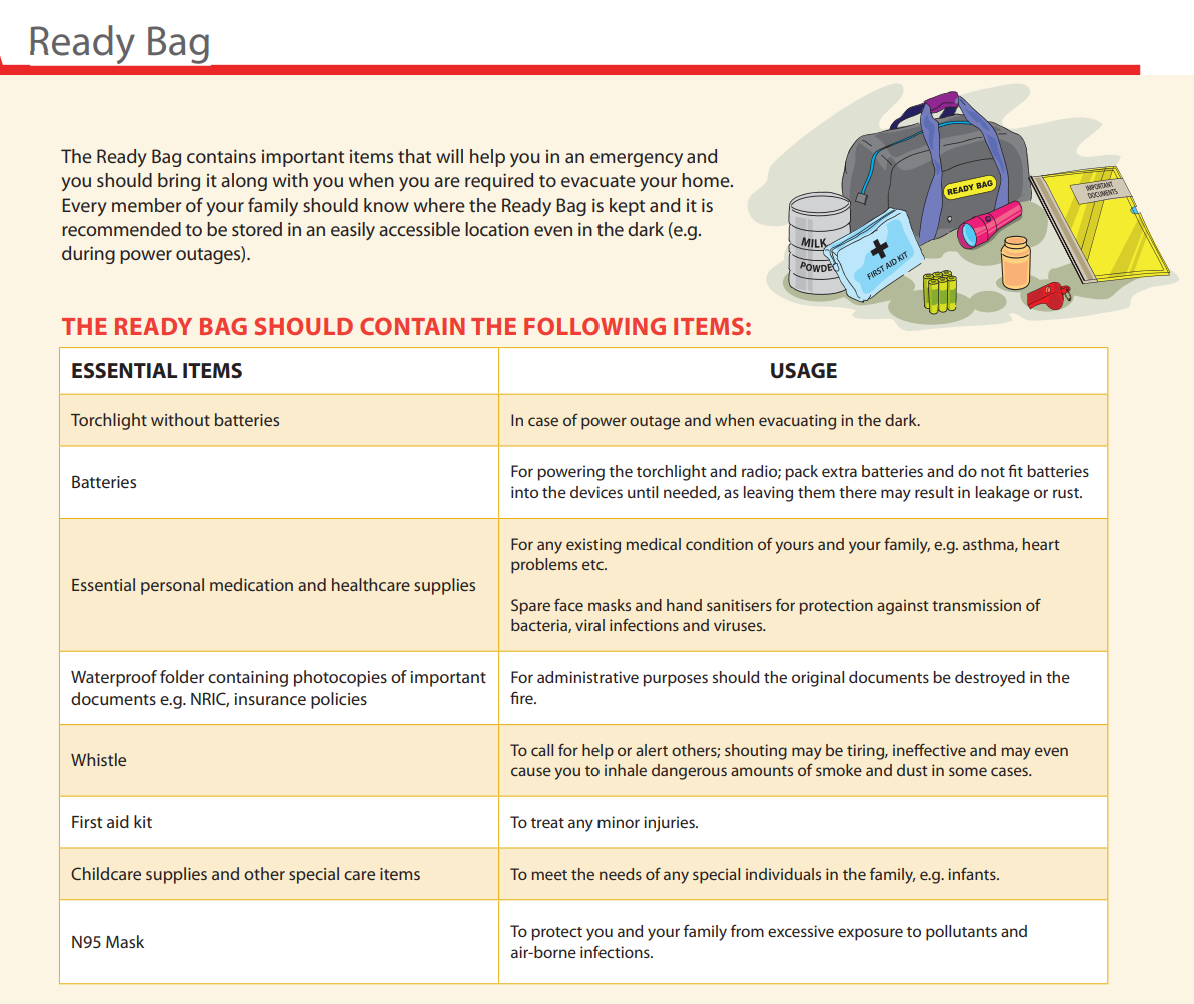 Ready Bag
The Ready Bag contains important items that will help you in an emergency and
you should bring it along with you when you are required to evacuate your home.
Every member of your family should know where the Ready Bag is kept and it is
recommended to be stored in an easily accessible location even in the dark (e.g.
during power outages).
READY BAG
IMPORTANT
DOCUMENTS
MILK
POWDE
FIRST AID KIT
THE READY BAG SHOULD CONTAIN THE FOLLOWING ITEMS:
ESSENTIAL ITEMS
USAGE
Torchlight without batteries
In case of power outage and when evacuating in the dark.
Batteries
For powering the torchlight and radio; pack extra batteries and do not fit batteries
into the devices until needed, as leaving them there may result in leakage or rust.
Essential personal medication and healthcare supplies
For any existing medical condition of yours and your family, e.g. asthma, heart
problems etc.
Spare face masks and hand sanitisers for protection against transmission of
bacteria, viral infections and viruses.
Waterproof folder containing photocopies of important
documents e.g. NRIC, insurance policies
For administrative purposes should the original documents be destroyed in the
fire.
Whistle
To call for help or alert others; shouting may be tiring, ineffective and may even
cause you to inhale dangerous amounts of smoke and dust in some cases.
First aid kit
To treat any minor injuries.
Childcare supplies and other special care items
To meet the needs of any special individuals in the family, e.g. infants.
N95 Mask
To protect you and your family from excessive exposure to pollutants and
air-borne infections.